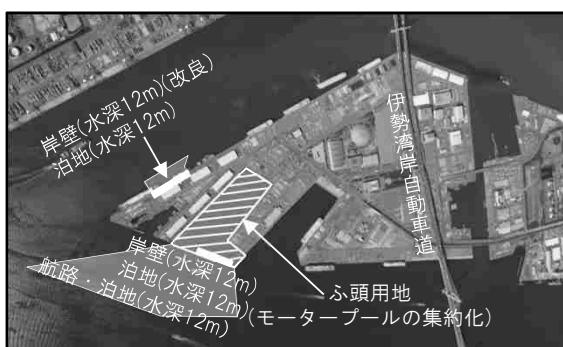 岸壁(水深12m)(改良)
泊地(水深12m)
伊勢湾岸自動車道
岸壁(水深12m)
泊地(水深12m)
航路・泊地(水深12m)
ふ頭用地
(モータープールの集約化)